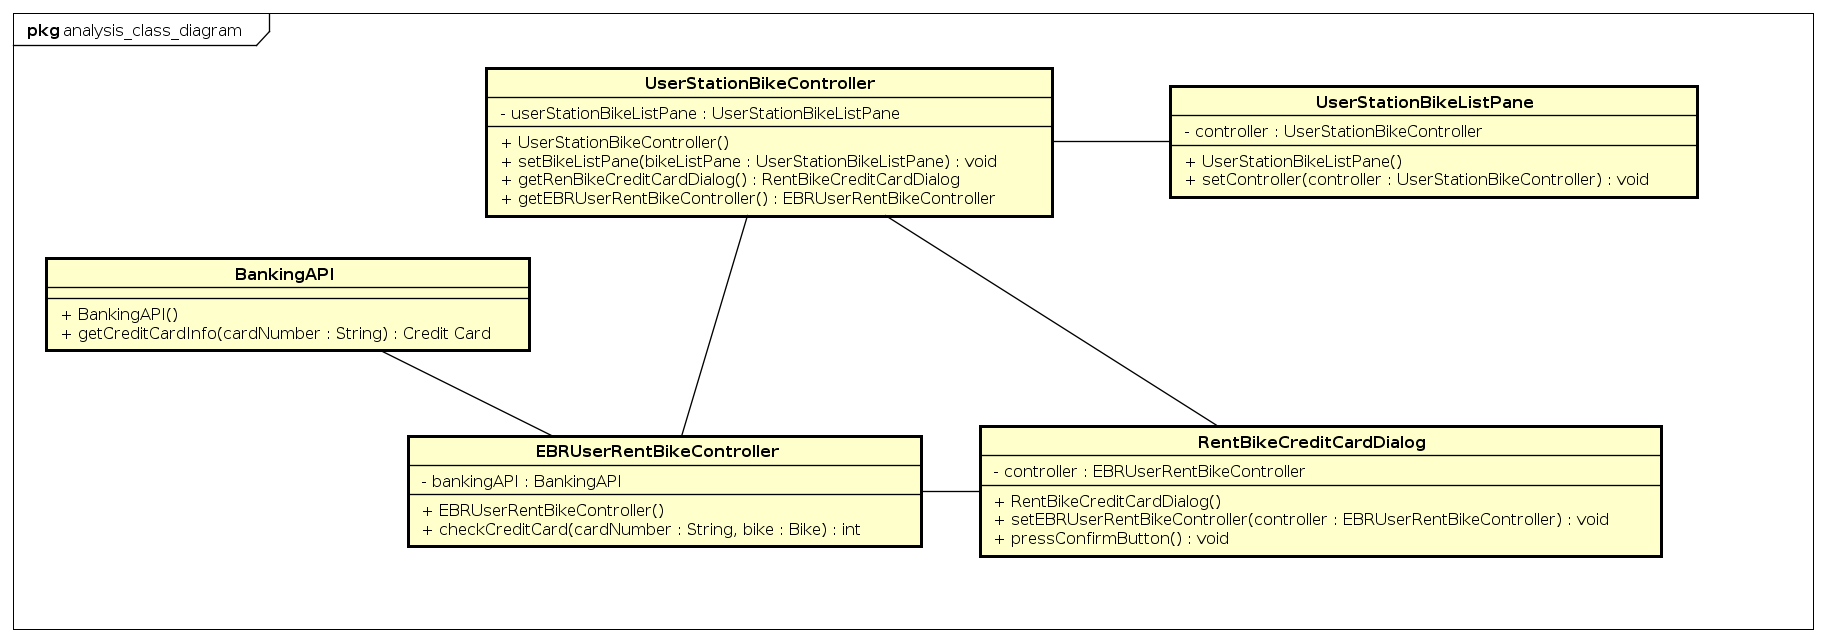 pkg analysis_class_diagram
UserStationBikeController
- userStationBikeListPane : UserStationBikeListPane
+ UserStationBikeController()
+ setBikeListPane(bikeListPane : UserStationBikeListPane) : void
+ getRenBikeCreditCardDialog() : RentBikeCreditCardDialog
+ getEBRUserRentBikeController() : EBRUserRentBikeController
UserStationBikeListPane
- controller : UserStationBikeController
+ UserStationBikeListPane()
+ setController(controller : UserStationBikeController) : void
BankingAPI
+ BankingAPI()
+ getCreditCardInfo(cardNumber : String) : Credit Card
EBRUserRentBikeController
- bankingAPI : BankingAPI
+ EBRUserRentBikeController()
+ checkCreditCard(cardNumber : String, bike : Bike) : int
RentBikeCreditCardDialog
- controller : EBRUserRentBikeController
+ RentBikeCreditCardDialog()
+ setEBRUserRentBikeController(controller : EBRUserRentBikeController) : void
+ pressConfirmButton() : void